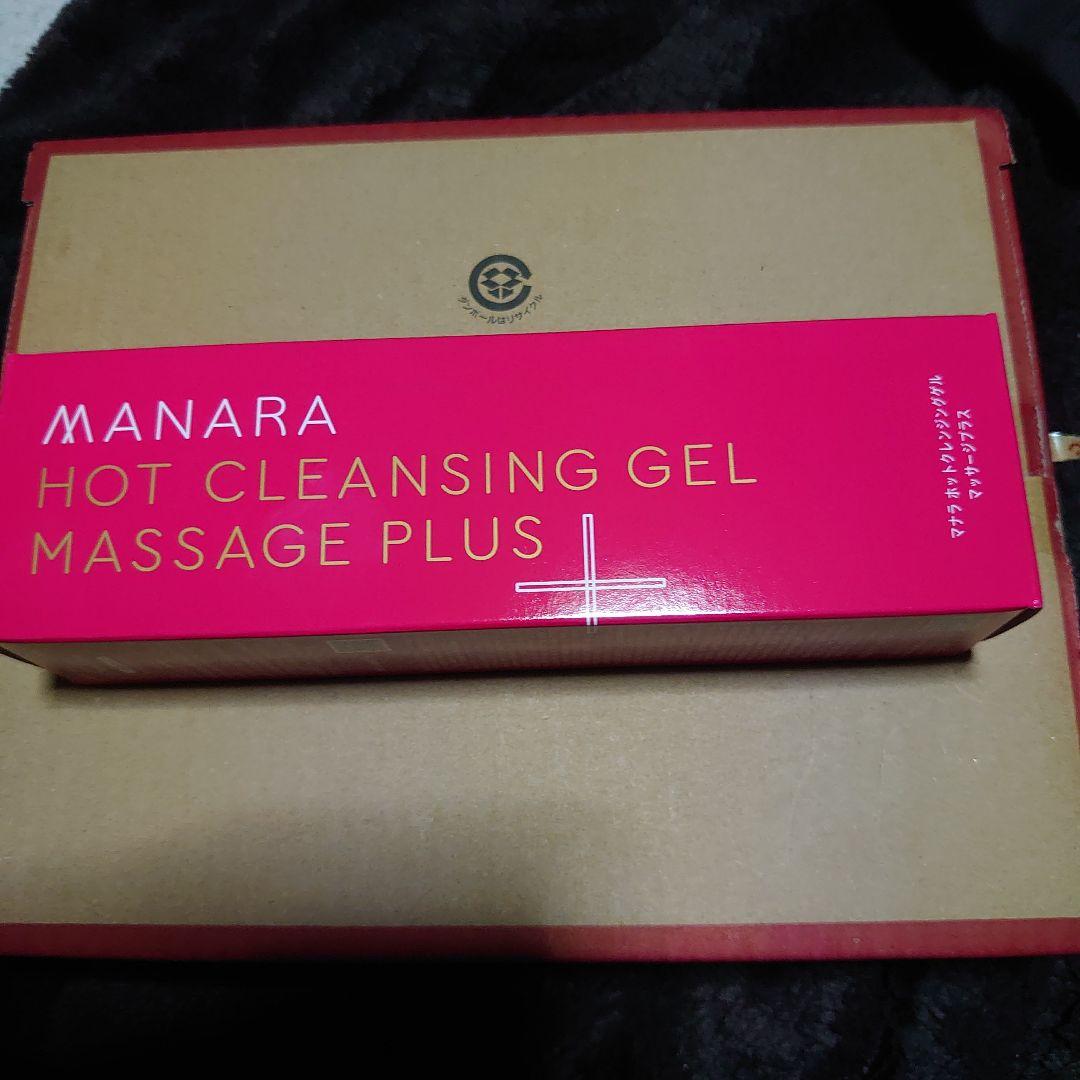 ダンボールはリサイクル
MANARA
HOT CLEANSING GEL
MASSAGE PLUS
マナラ ホットクレンジングゲル
マッサージプラス